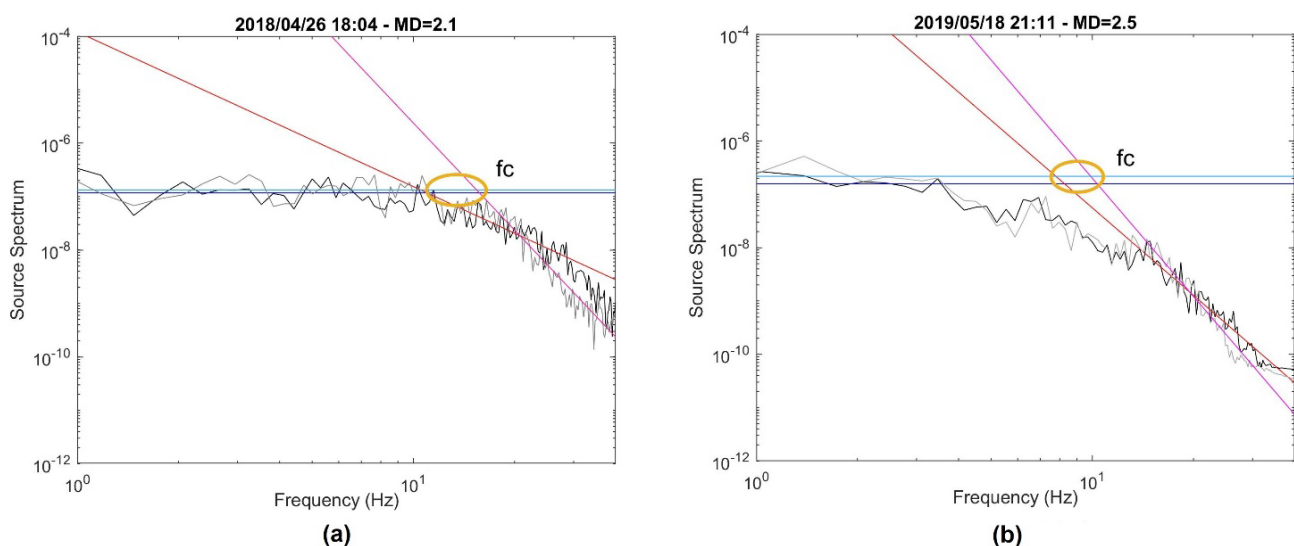 2018/04/26 18:04 - MD=2.1
10^-4
10^-6
10^-8
10^-10
10^-12
Source Spectrum
fc
10^0
10^1
Frequency (Hz)
(a)
2019/05/18 21:11 - MD=2.5
10^-4
10^-6
10^-8
10^-10
10^-12
Source Spectrum
fc
10^0
10^1
Frequency (Hz)
(b)